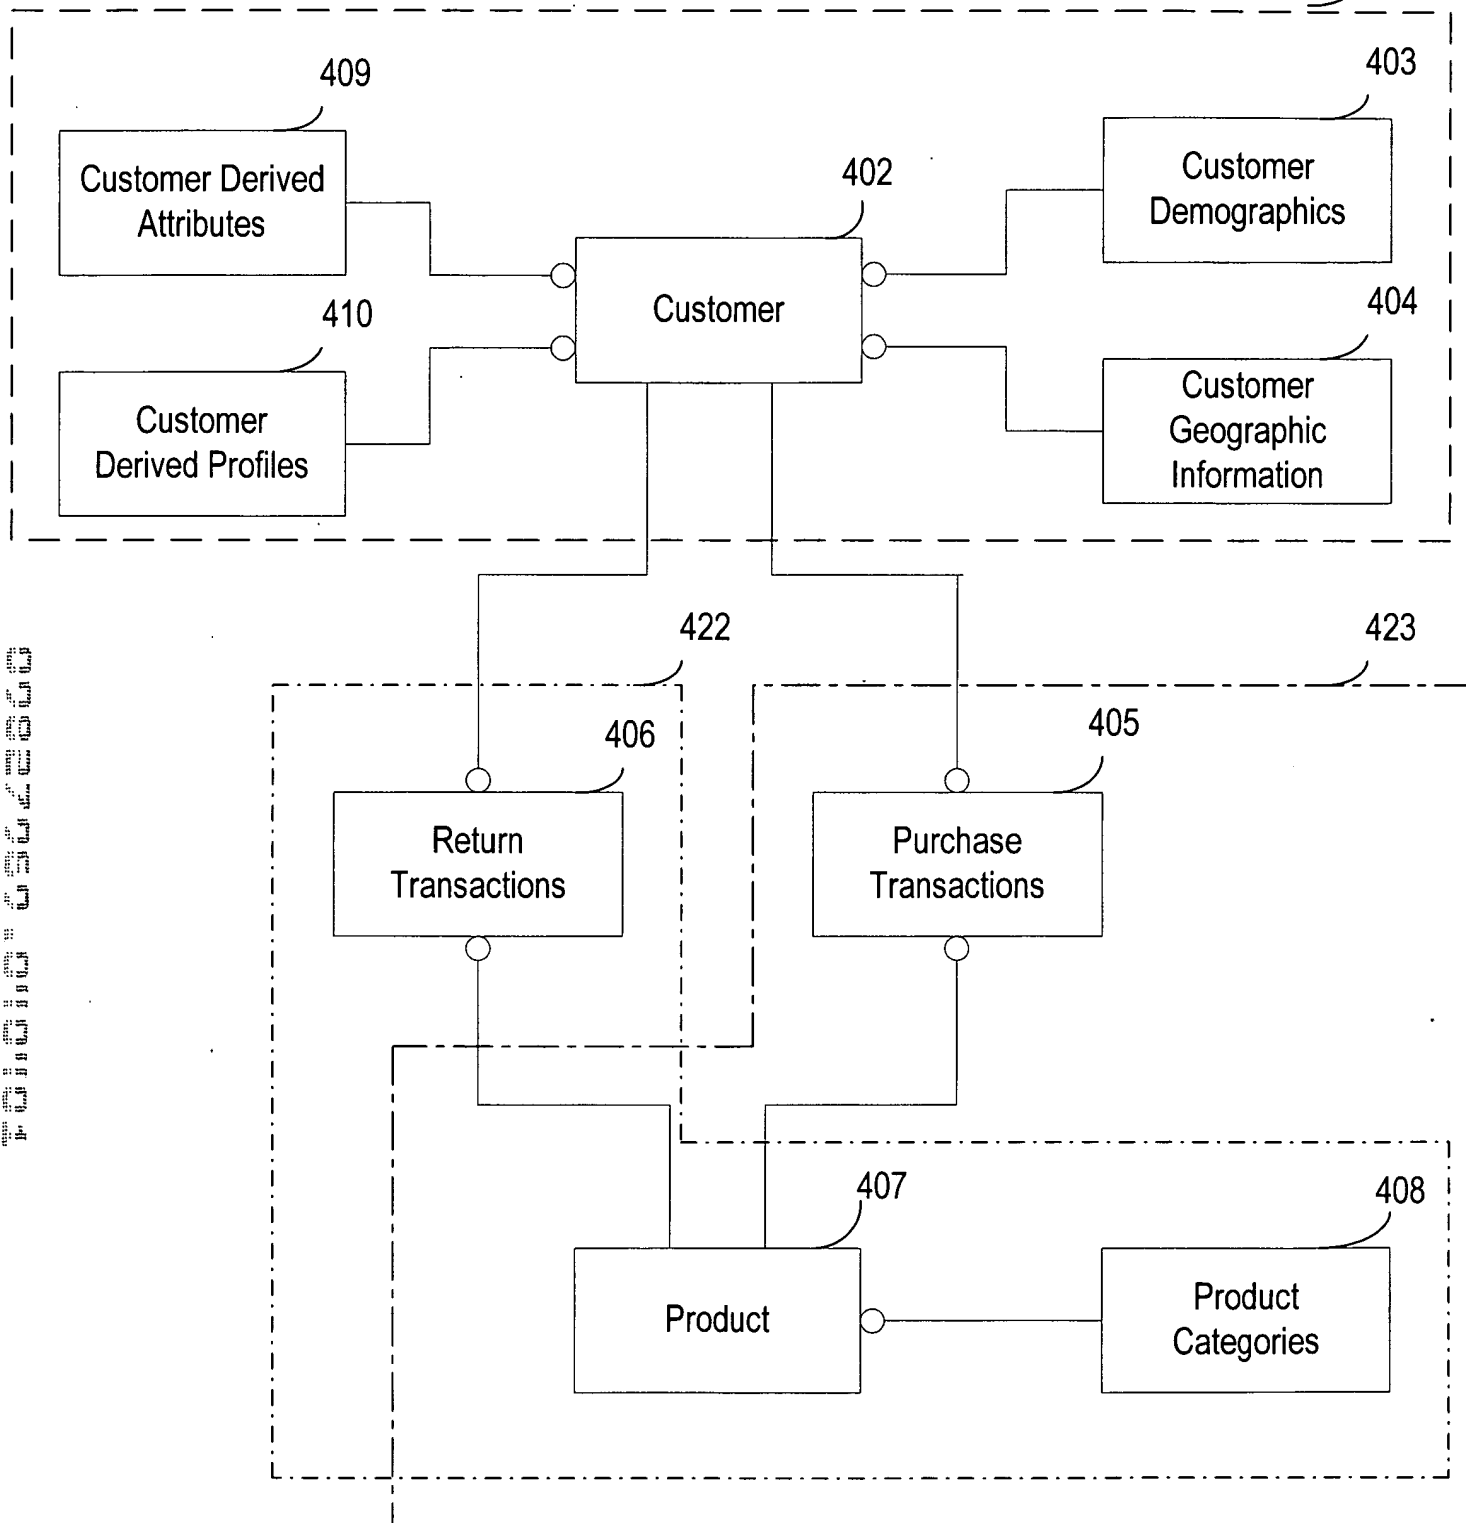 409
403
Customer Derived
Attributes
402
Customer
Demographics
Customer
410
404
Customer
Derived Profiles
Customer
Geographic
Information
422
423
406
405
Return
Transactions
Purchase
Transactions
407
408
Product
Product
Categories